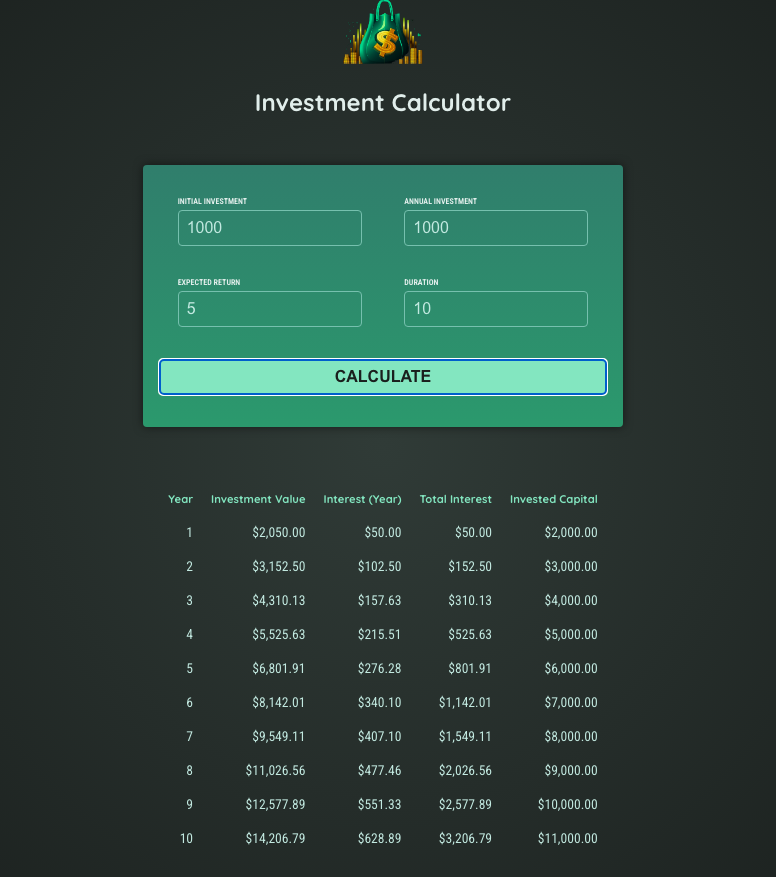 $
Investment Calculator
INITIAL INVESTMENT ANNUAL INVESTMENT
1000 1000
EXPECTED RETURN DURATION
5 10
CALCULATE
Year Investment Value Interest (Year) Total Interest Invested Capital
1 $2,050.00 $50.00 $50.00 $2,000.00
2 $3,152.50 $102.50 $152.50 $3,000.00
3 $4,310.13 $157.63 $310.13 $4,000.00
4 $5,525.63 $215.51 $525.63 $5,000.00
5 $6,801.91 $276.28 $801.91 $6,000.00
6 $8,142.01 $340.10 $1,142.01 $7,000.00
7 $9,549.11 $407.10 $1,549.11 $8,000.00
8 $11,026.56 $477.46 $2,026.56 $9,000.00
9 $12,577.89 $551.33 $2,577.89 $10,000.00
10 $14,206.79 $628.89 $3,206.79 $11,000.00